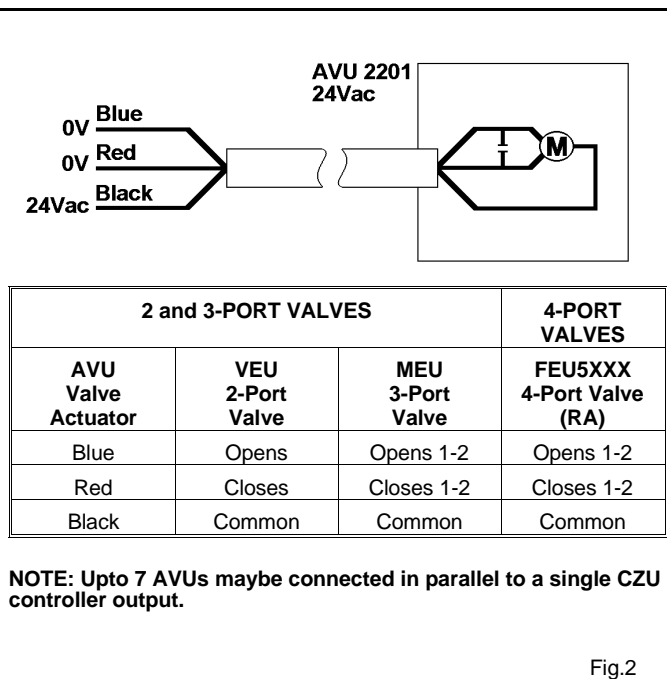 AVU 2201
24Vac
Blue
0V
Red
0V
Black
24Vac
M
2 and 3-PORT VALVES
4-PORT
VALVES
AVU
Valve
Actuator
VEU
2-Port
Valve
MEU
3-Port
Valve
FEU5XXX
4-Port Valve
(RA)
Blue
Opens
Opens 1-2
Opens 1-2
Red
Closes
Closes 1-2
Closes 1-2
Black
Common
Common
Common
NOTE: Upto 7 AVUs maybe connected in parallel to a single CZU
controller output.
Fig.2